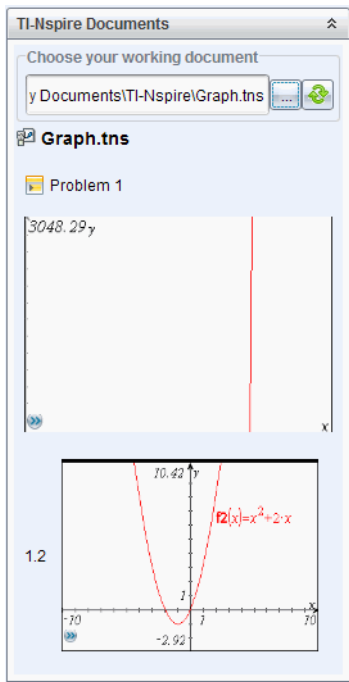 TI-Nspire Documents
Choose your working document
y Documents\TI-Nspire\Graph.tns ...
Graph.tns
Problem 1
3048.29 y
x
1.2
10.42 y
f2(x)=x²+2·x
1
x
-10 1 10
-2.92